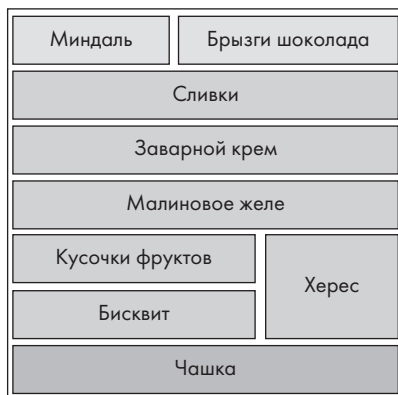 Миндаль
Брызги шоколада
Сливки
Заварной крем
Малиновое желе
Кусочки фруктов
Херес
Бисквит
Чашка